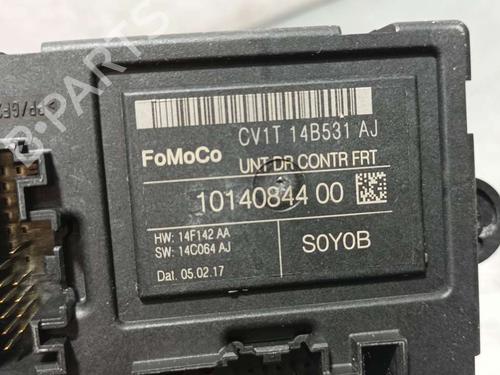 B-PARTS
CV1T 14B531 AJ
FoMoCo
UNT DR CONTR FRT
10140844 00
HW: 14F142 AA
SW: 14C064 AJ
S0Y0B
Dat. 05.02.17